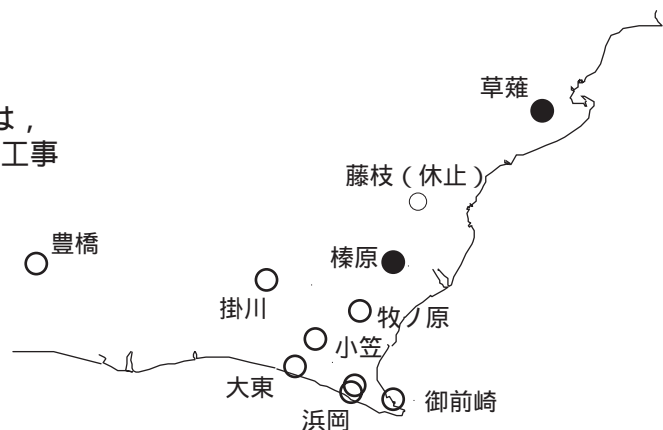 は，
工事
草薙
藤枝（休止）
豊橋
榛原
掛川
牧ノ原
小笠
大東
浜岡
御前崎